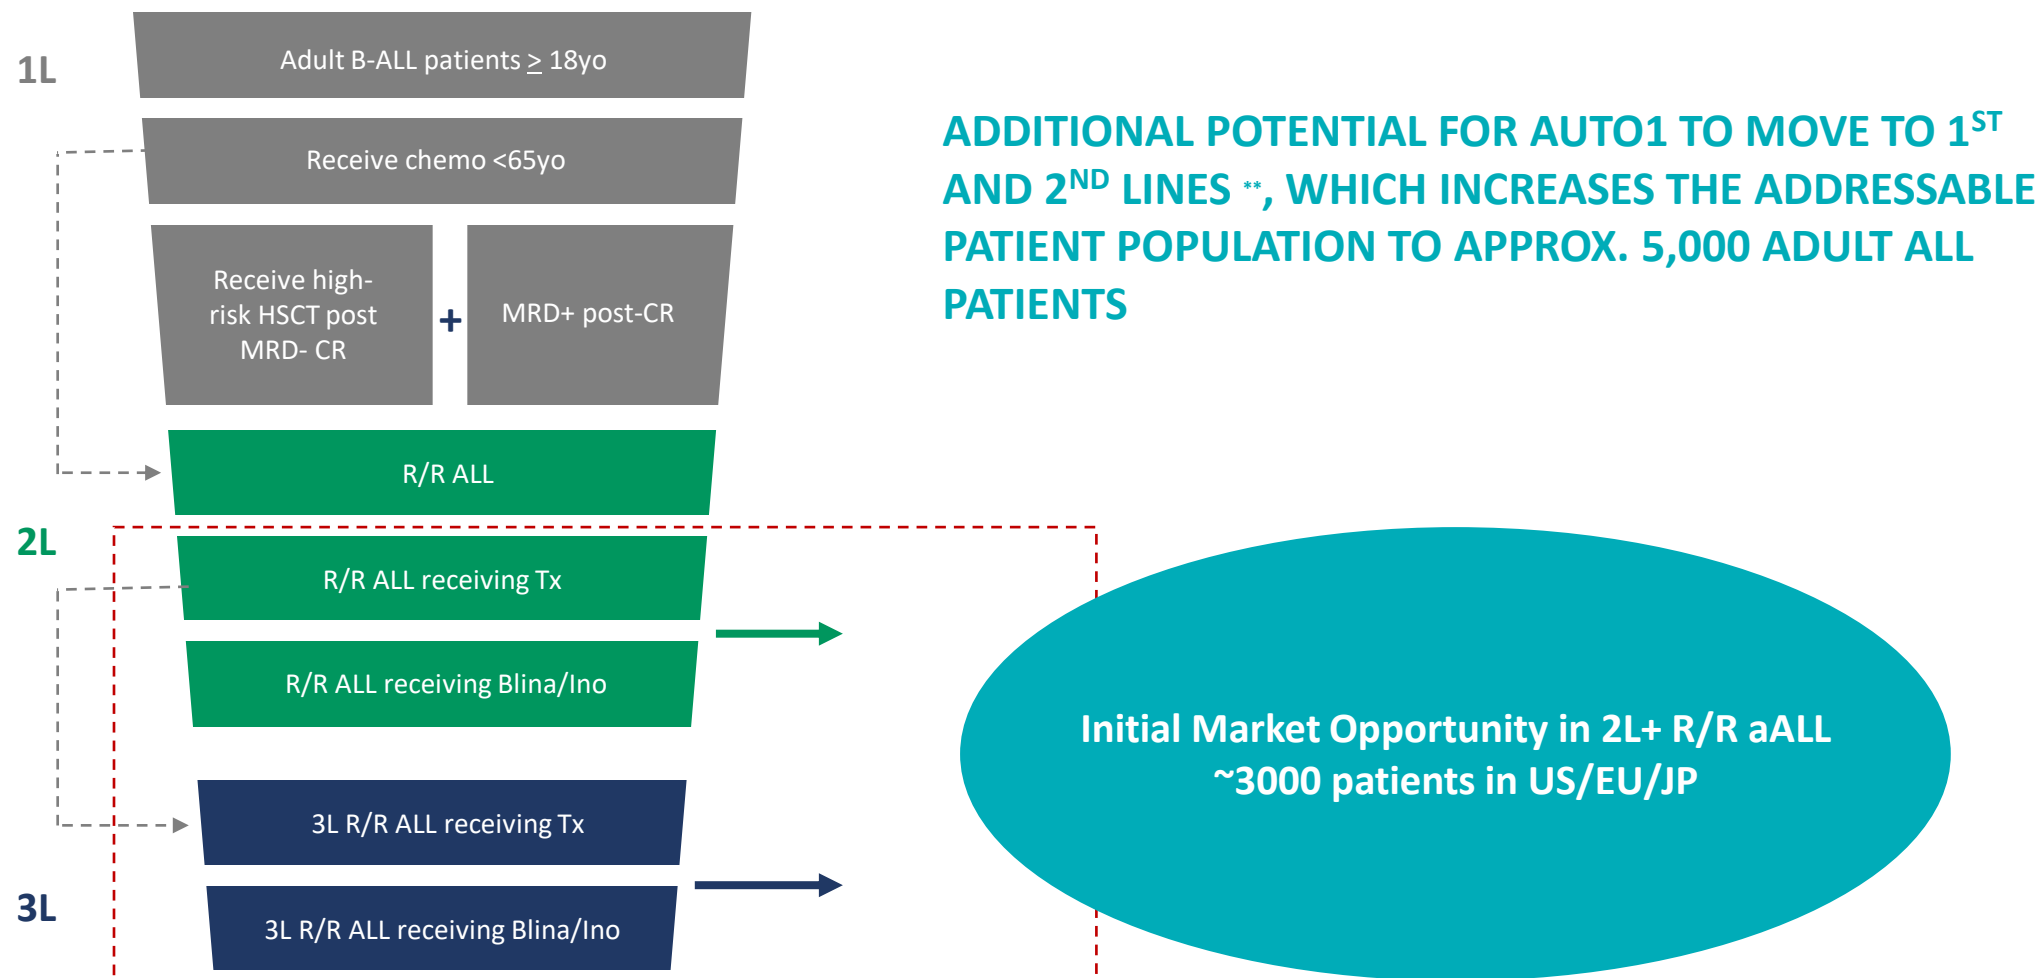 1L
Adult B-ALL patients ≥ 18yo
Receive chemo <65yo
Receive high-
risk HSCT post
MRD- CR
+
MRD+ post-CR
ADDITIONAL POTENTIAL FOR AUTO1 TO MOVE TO 1ST
AND 2ND LINES **, WHICH INCREASES THE ADDRESSABLE
PATIENT POPULATION TO APPROX. 5,000 ADULT ALL
PATIENTS
R/R ALL
2L
R/R ALL receiving Tx
R/R ALL receiving Blina/Ino
Initial Market Opportunity in 2L+ R/R aALL
~3000 patients in US/EU/JP
3L R/R ALL receiving Tx
3L
3L R/R ALL receiving Blina/Ino